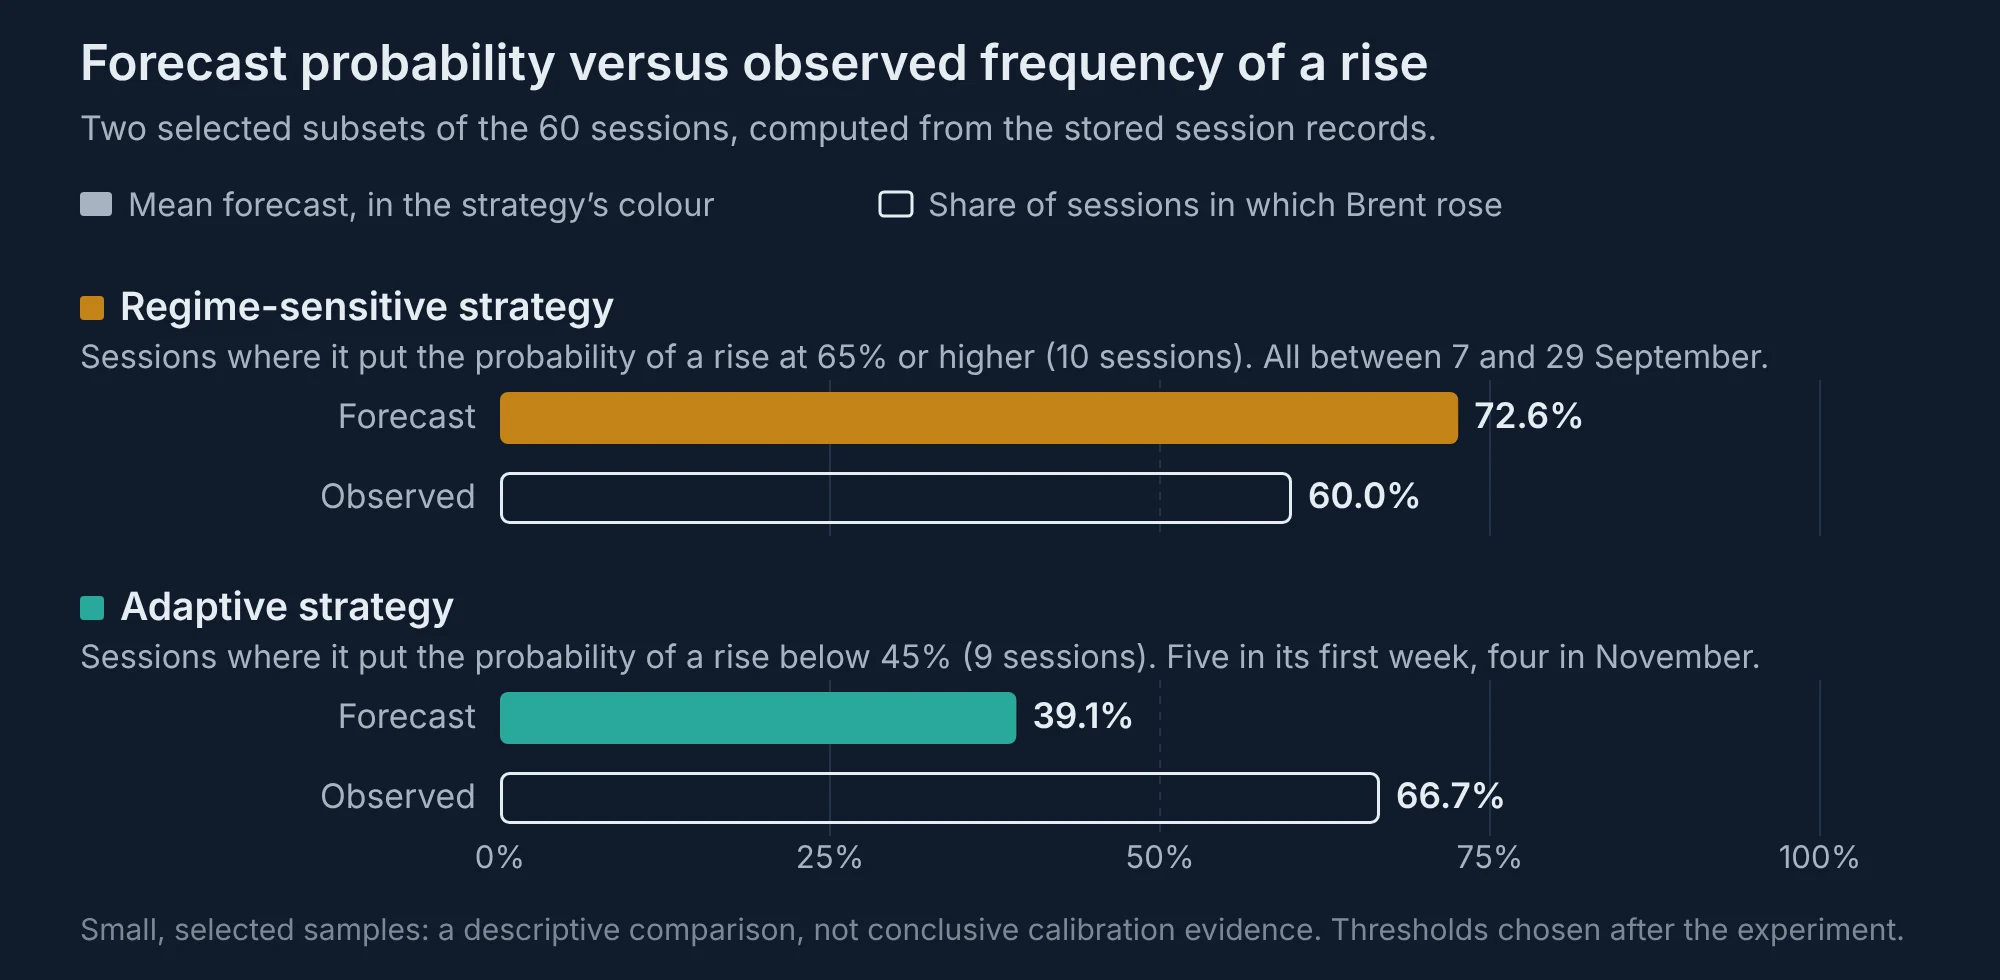 Forecast probability versus observed frequency of a rise
Two selected subsets of the 60 sessions, computed from the stored session records.
Mean forecast, in the strategy’s colour
Share of sessions in which Brent rose
Regime-sensitive strategy
Sessions where it put the probability of a rise at 65% or higher (10 sessions). All between 7 and 29 September.
Forecast 72.6%
Observed 60.0%
Adaptive strategy
Sessions where it put the probability of a rise below 45% (9 sessions). Five in its first week, four in November.
Forecast 39.1%
Observed 66.7%
0% 25% 50% 75% 100%
Small, selected samples: a descriptive comparison, not conclusive calibration evidence. Thresholds chosen after the experiment.